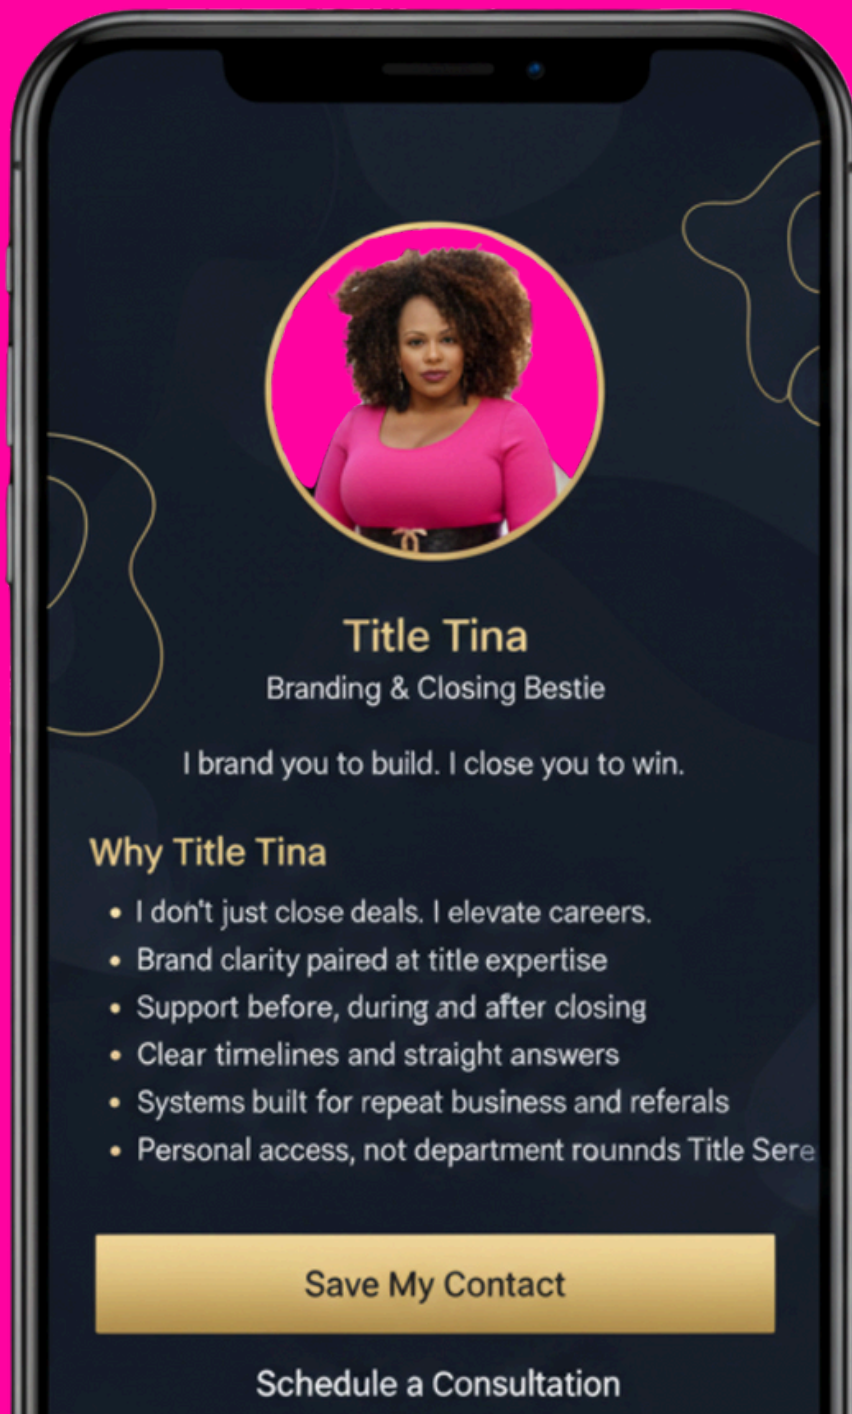 Title Tina
Branding & Closing Bestie
I brand you to build. I close you to win.
Why Title Tina
• I don't just close deals. I elevate careers.
• Brand clarity paired at title expertise
• Support before, during and after closing
• Clear timelines and straight answers
• Systems built for repeat business and referrals
• Personal access, not department rounnds Title Sere
Save My Contact
Schedule a Consultation